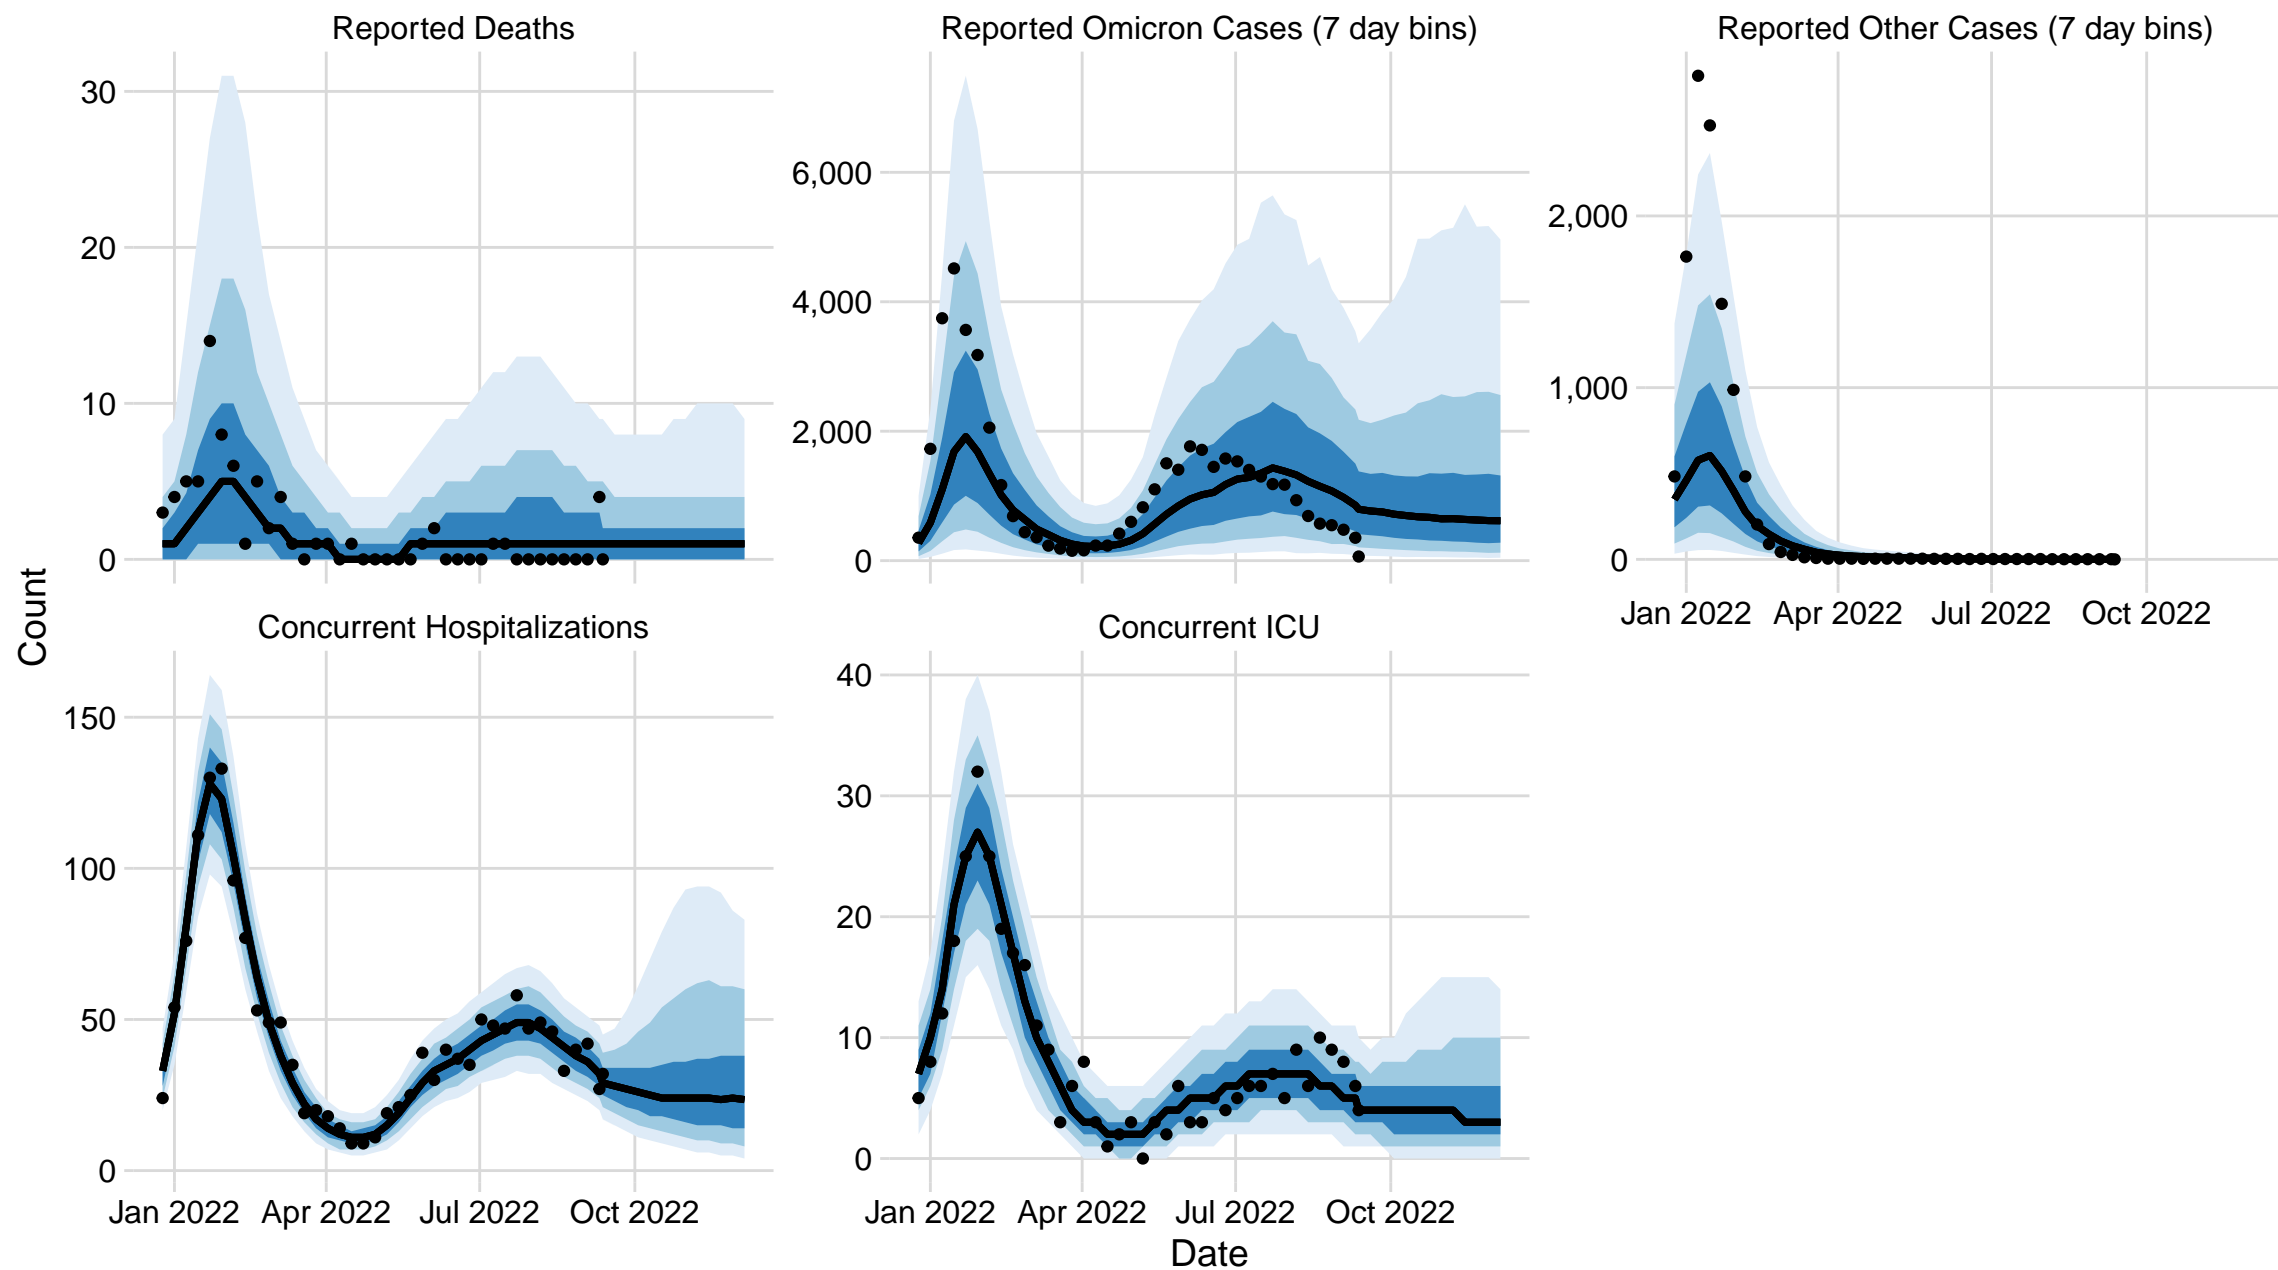 Reported Deaths
Reported Omicron Cases (7 day bins)
Reported Other Cases (7 day bins)
30
20
10
0
6,000
4,000
2,000
0
2,000
1,000
0
Jan 2022 Apr 2022 Jul 2022 Oct 2022
Count
Concurrent Hospitalizations
Concurrent ICU
150
100
50
0
40
30
20
10
0
Jan 2022 Apr 2022 Jul 2022 Oct 2022
Jan 2022 Apr 2022 Jul 2022 Oct 2022
Date